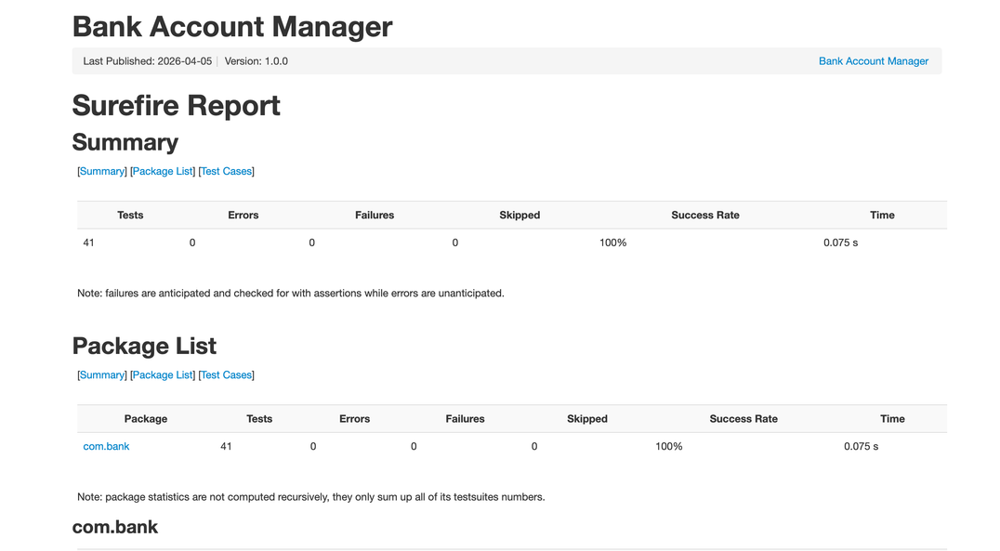 Bank Account Manager
Last Published: 2026-04-05 | Version: 1.0.0 Bank Account Manager
Surefire Report
Summary
[Summary] [Package List] [Test Cases]
Tests Errors Failures Skipped Success Rate Time
41 0 0 0 100% 0.075 s
Note: failures are anticipated and checked for with assertions while errors are unanticipated.
Package List
[Summary] [Package List] [Test Cases]
Package Tests Errors Failures Skipped Success Rate Time
com.bank 41 0 0 0 100% 0.075 s
Note: package statistics are not computed recursively, they only sum up all of its testsuites numbers.
com.bank